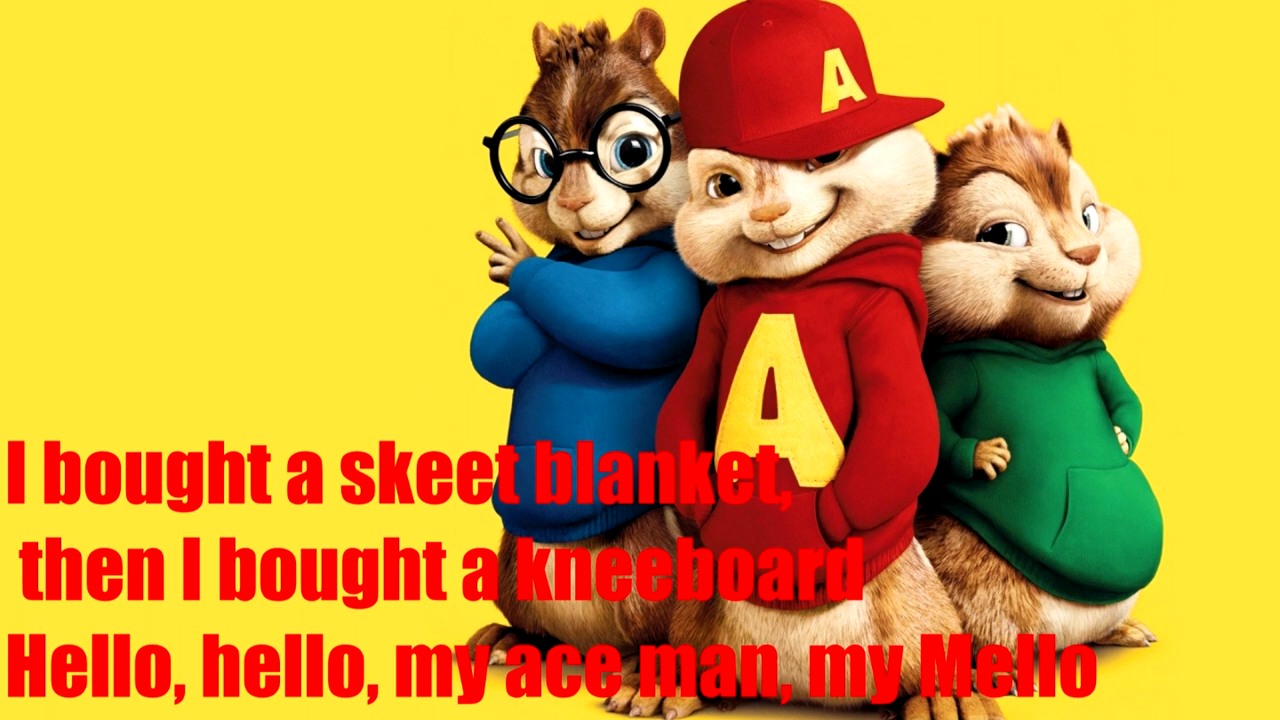 A
A
I bought a skeet blanket,
then I bought a kneeboard
Hello, hello, my ace man, my Mello